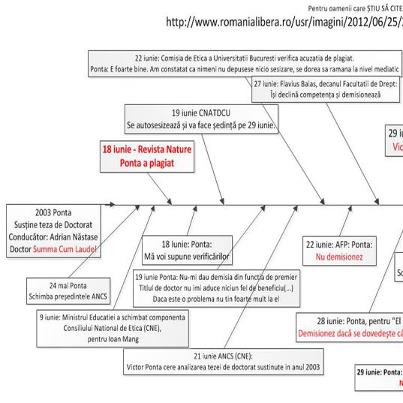 Pentru oamenii care ȘTIU SĂ CITE
http://www.romanialibera.ro/usr/imagini/2012/06/25/
22 iunie: Comisia de Etica a Universitatii Bucuresti verifica acuzatia de plagiat.
Ponta: E foarte bine. Am constatat ca nimeni nu depusese nicio sesizare, se dorea sa ramana la nivel mediatic
27 iunie: Flavius Baias, decanul Facultatii de Drept:
Își declină competența și demisionează
19 iunie CNATDCU
Se autosesizează și va face ședință pe 29 iunie.
29 i
Vic
18 iunie - Revista Nature
Ponta a plagiat
2003 Ponta
Sustine teza de Doctorat
Conducător: Adrian Năstase
Doctor Summa Cum Laude!
18 Iunie: Ponta:
Mă voi supune verificărilor
22 iunie: AFP: Ponta:
Nu demisionez
24 mai Ponta
Schimba președintele ANCS
19 iunie Ponta: Nu-mi dau demisia din functia de premier
Titlul de doctor nu imi aduce niciun fel de beneficiu(...)
Daca este o problema nu tin foarte mult la el
9 iunie: Ministrul Educatiei a schimbat componenta
Consiliului National de Etica (CNE),
pentru Ioan Mang
28 iunie: Ponta, pentru "El
Demisionez dacă se dovedește că
21 iunie ANCS (CNE):
Victor Ponta cere analizarea tezei de doctorat sustinute in anul 2003
29 iunie: Ponta:
N